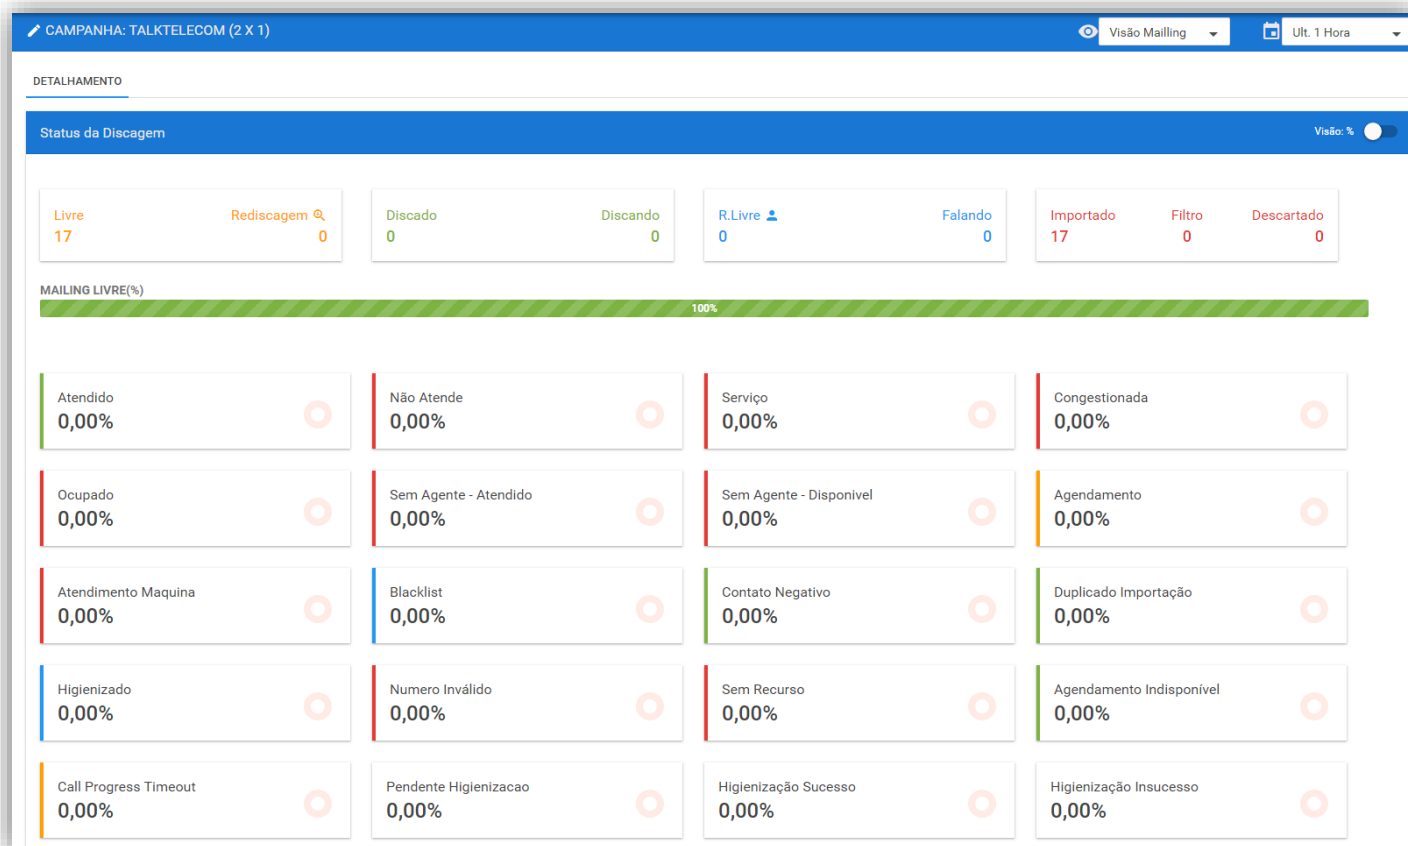 CAMPANHA: TALKTELECOM (2 X 1)
Visão Mailling
Ult. 1 Hora
DETALHAMENTO
Status da Discagem
Visão: %
Livre Rediscagem
17 0
Discado Discando
0 0
R.Livre Falando
0 0
Importado Filtro Descartado
17 0 0
MAILING LIVRE(%)
100%
Atendido
0,00%
Não Atende
0,00%
Serviço
0,00%
Congestionada
0,00%
Ocupado
0,00%
Sem Agente - Atendido
0,00%
Sem Agente - Disponivel
0,00%
Agendamento
0,00%
Atendimento Maquina
0,00%
Blacklist
0,00%
Contato Negativo
0,00%
Duplicado Importação
0,00%
Higienizado
0,00%
Numero Inválido
0,00%
Sem Recurso
0,00%
Agendamento Indisponível
0,00%
Call Progress Timeout
0,00%
Pendente Higienizacao
0,00%
Higienização Sucesso
0,00%
Higienização Insucesso
0,00%